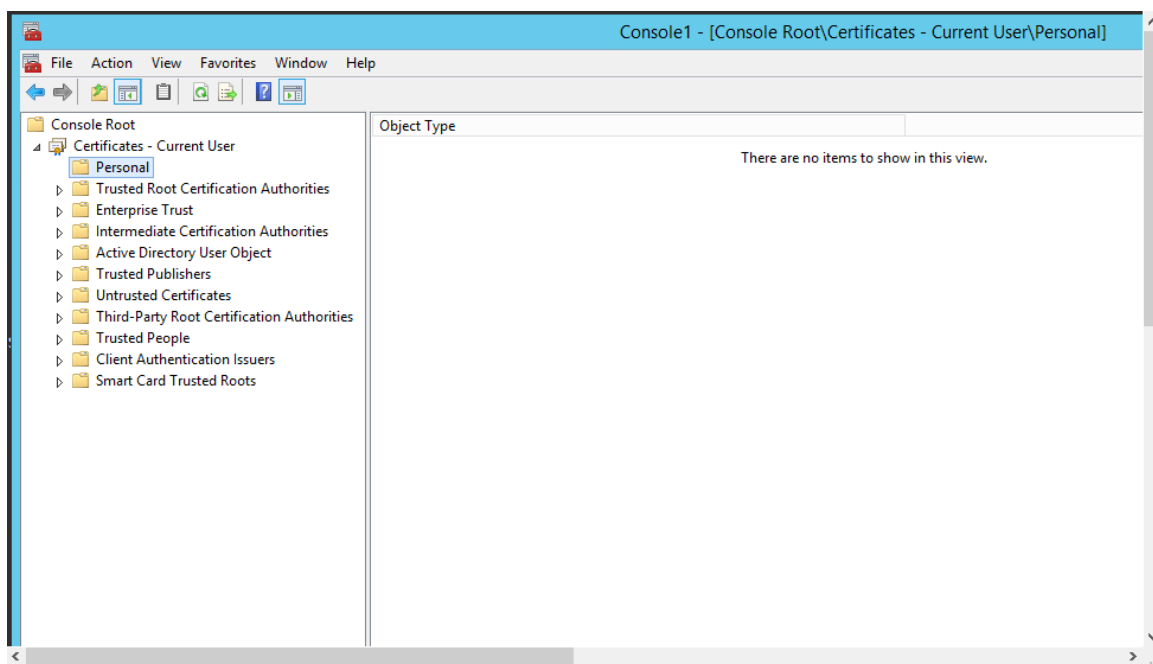 Console1 - [Console Root\Certificates - Current User\Personal]
File Action View Favorites Window Help
Console Root
Certificates - Current User
Personal
Trusted Root Certification Authorities
Enterprise Trust
Intermediate Certification Authorities
Active Directory User Object
Trusted Publishers
Untrusted Certificates
Third-Party Root Certification Authorities
Trusted People
Client Authentication Issuers
Smart Card Trusted Roots
Object Type
There are no items to show in this view.